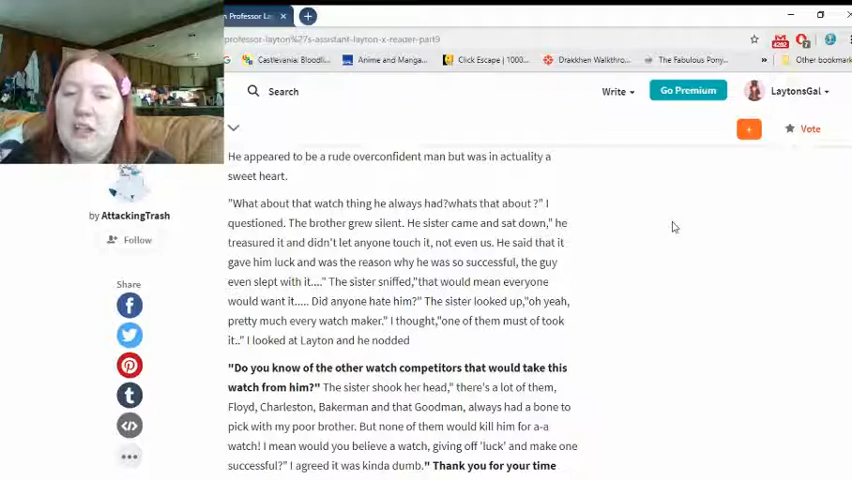 n Professor La
professor-layton%27s-assistant-layton-x-reader-part9
Castlevania: Bloodli...
Anime and Manga...
Click Escape | 1000...
Drakkhen Walkthro...
The Fabulous Pony...
Other bookmark
Search
Write
Go Premium
LaytonsGal
+
Vote
He appeared to be a rude overconfident man but was in actuality a
sweet heart.
"What about that watch thing he always had?whats that about ?" I
questioned. The brother grew silent. He sister came and sat down," he
treasured it and didn't let anyone touch it, not even us. He said that it
gave him luck and was the reason why he was so successful, the guy
even slept with it...." The sister sniffed,"that would mean everyone
would want it..... Did anyone hate him?" The sister looked up,"oh yeah,
pretty much every watch maker." I thought,"one of them must of took
it.." I looked at Layton and he nodded
"Do you know of the other watch competitors that would take this
watch from him?" The sister shook her head," there's a lot of them,
Floyd, Charleston, Bakerman and that Goodman, always had a bone to
pick with my poor brother. But none of them would kill him for a-a
watch! I mean would you believe a watch, giving off 'luck' and make one
successful?" I agreed it was kinda dumb." Thank you for your time
by AttackingTrash
Follow
Share